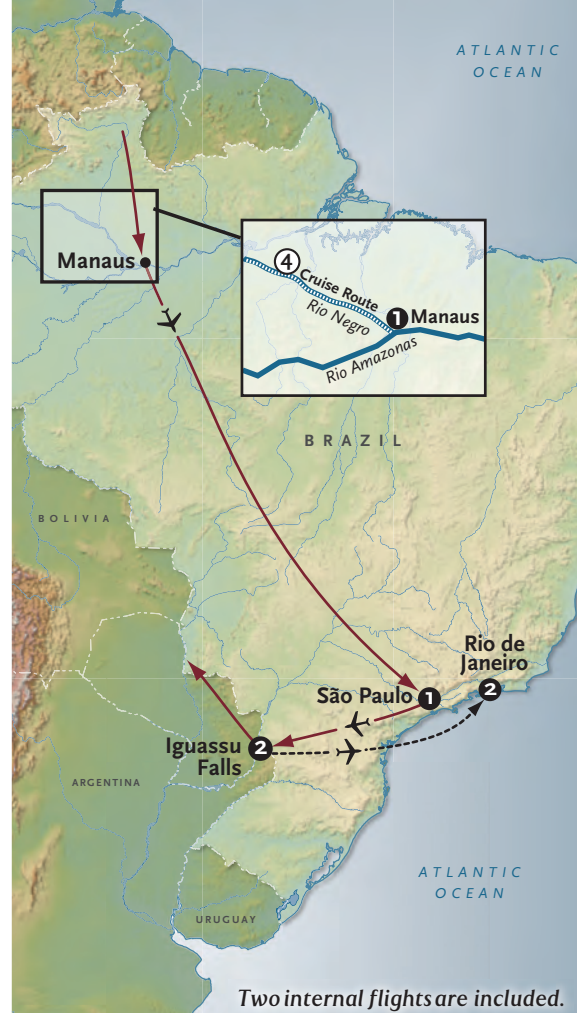 ATLANTIC
OCEAN
Manaus
4
Cruise Route
Rio Negro
1 Manaus
Rio Amazonas
BRAZIL
BOLIVIA
Rio de
Janeiro
2
São Paulo 1
Iguassu 2
Falls
ARGENTINA
ATLANTIC
OCEAN
URUGUAY
Two internal flights are included.